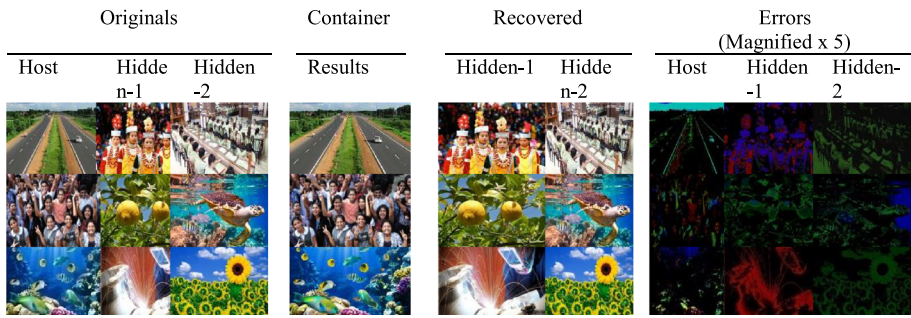 Originals Container Recovered Errors
(Magnified x 5)
Host Hidde Hidden Results Hidden-1 Hidde Host Hidden Hidden-
n-1 -2 n-2 -1 2